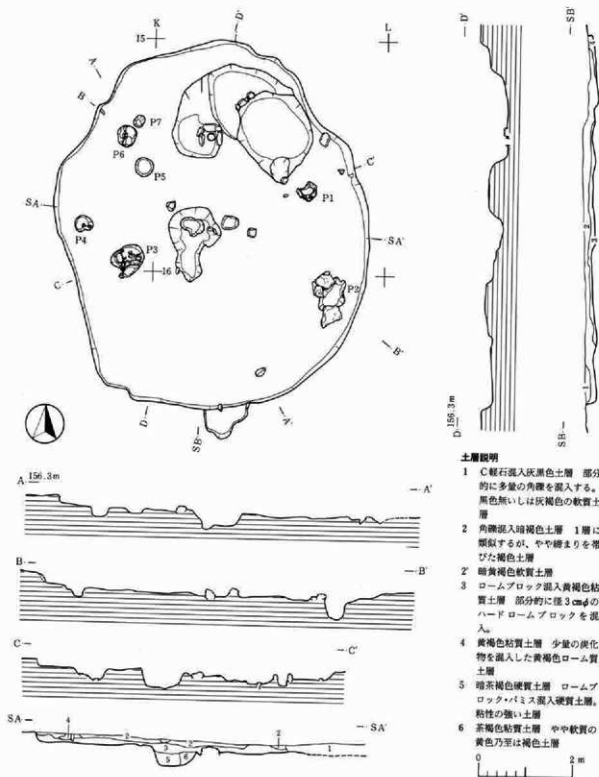 K
15
L
D'
A
B
P7
P6
P5
C'
P1
SA
P4
SA'
P3
16
C
P2
B'
D
SB
A'
D'
SB'
2
3
1
D 156.3m
SB
A 156.3m
A'
B
B'
C
C'
SA
4
2
2
3
5
6
2
1
SA'
土層説明
1 C軽石混入灰黒色土層 部分
的に多量の角礫を混入する。
黒色無いしは灰褐色の軟質土
層
2 角礫混入暗褐色土層 1層に
類似するが、やや締まりを帯
びた褐色土層
2' 暗黄褐色軟質土層
3 ロームブロック混入黄褐色粘
質土層 部分的に径3cmφの
ハードロームブロックを混
入。
4 黄褐色粘質土層 少量の炭化
物を混入した黄褐色ローム質
土層
5 暗茶褐色硬質土層 ロームブ
ロック・パミス混入硬質土層。
粘性の強い土層
6 茶褐色粘質土層 やや軟質の
黄色乃至は褐色土層
0 2m